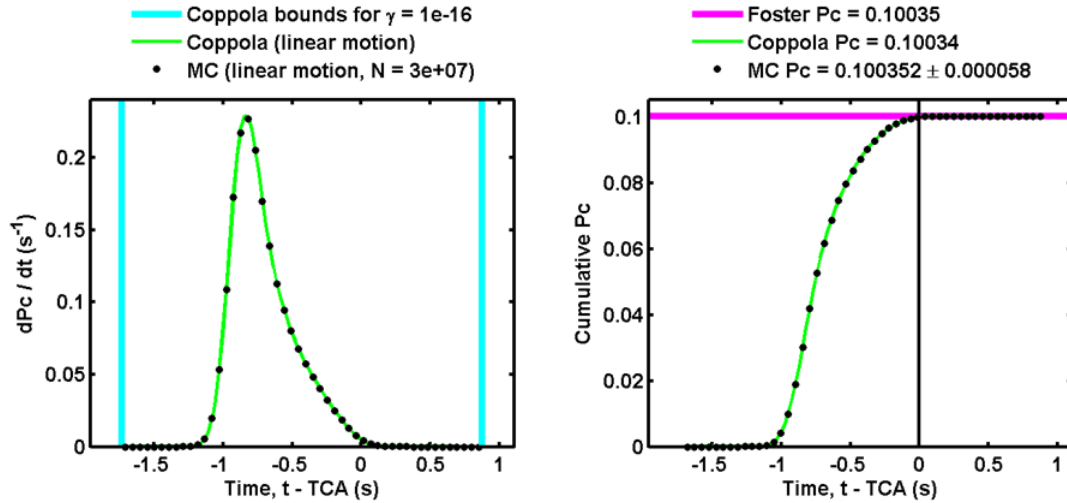 Coppola bounds for γ = 1e-16
Coppola (linear motion)
MC (linear motion, N = 3e+07)
0.2
0.15
0.1
0.05
0
dPc / dt (s⁻¹)
-1.5 -1 -0.5 0 0.5 1
Time, t - TCA (s)
Foster Pc = 0.10035
Coppola Pc = 0.10034
MC Pc = 0.100352 ± 0.000058
0.1
0.08
0.06
0.04
0.02
0
Cumulative Pc
-1.5 -1 -0.5 0 0.5 1
Time, t - TCA (s)